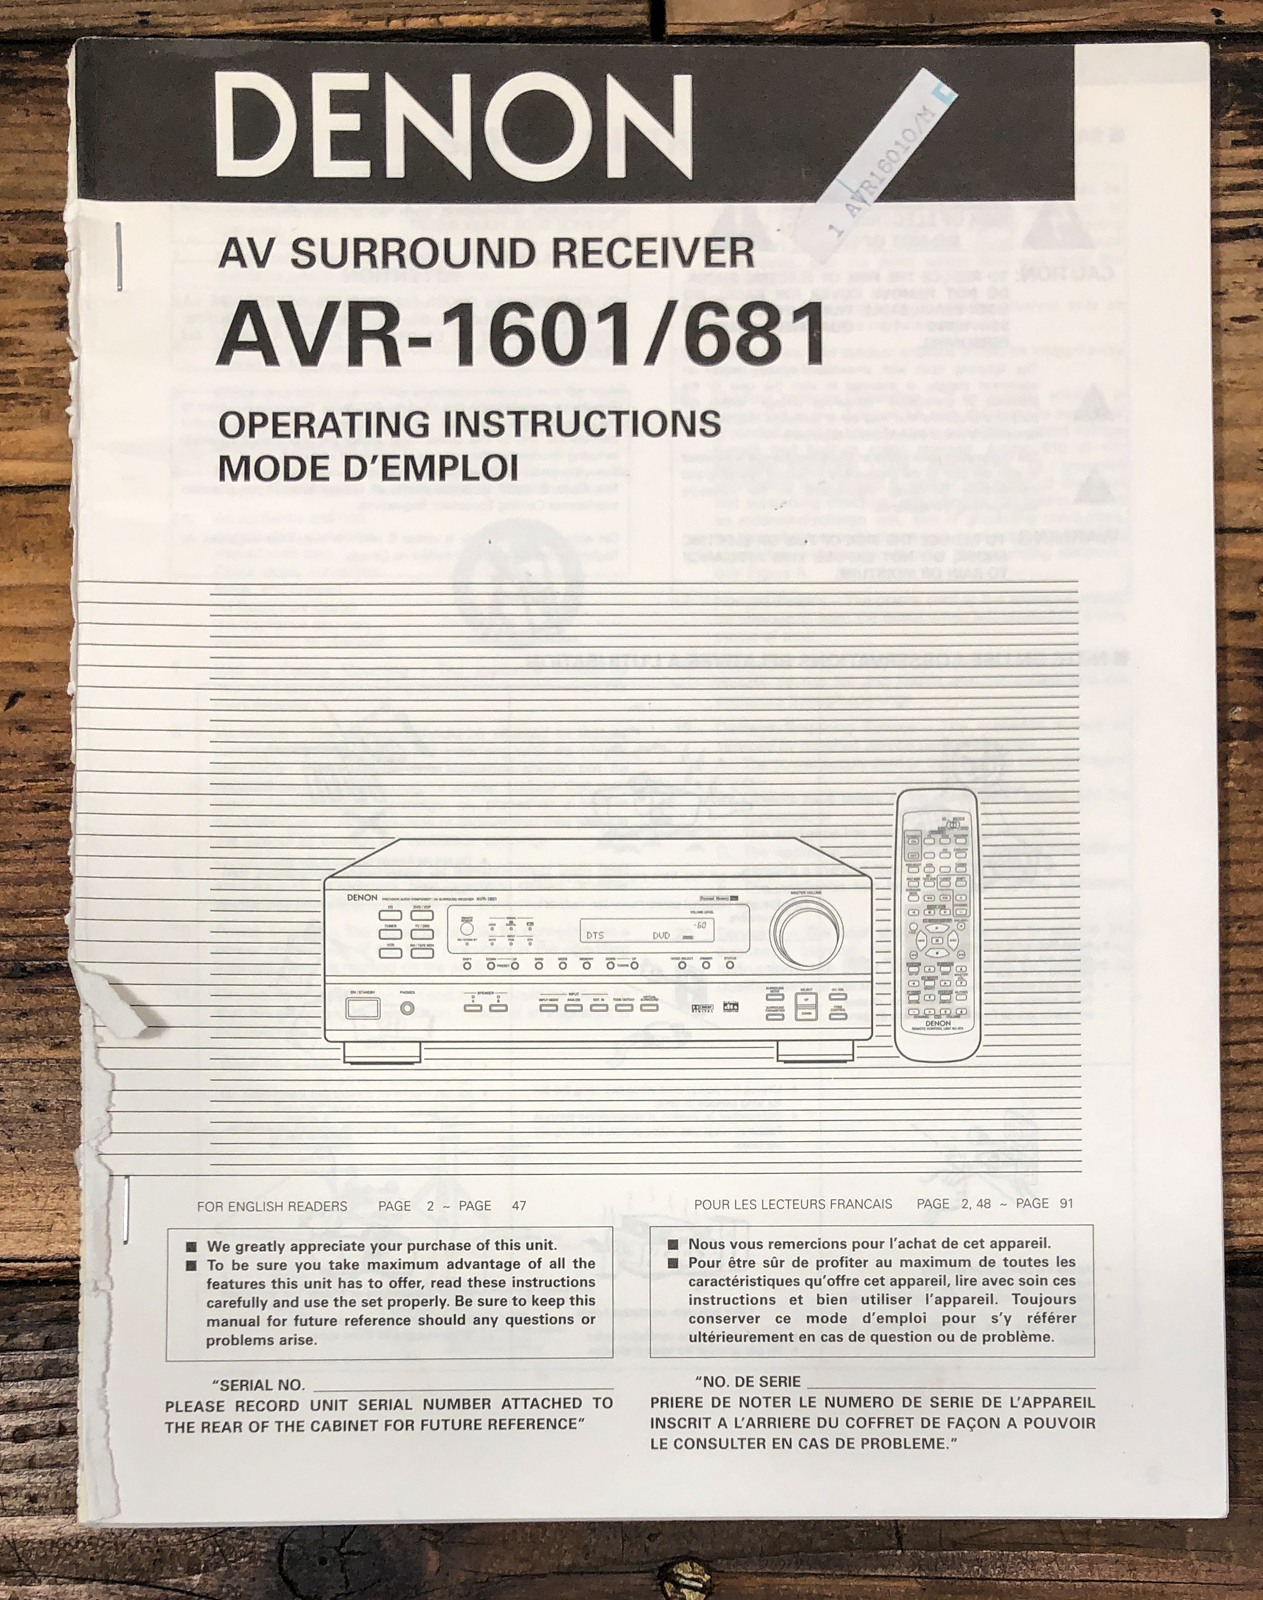 DENON
1 AVR16010/M
AV SURROUND RECEIVER
AVR-1601/681
OPERATING INSTRUCTIONS
MODE D'EMPLOI
DENON
DTS DVD
-60
DENON
FOR ENGLISH READERS PAGE 2 ~ PAGE 47
■ We greatly appreciate your purchase of this unit.
■ To be sure you take maximum advantage of all the
features this unit has to offer, read these instructions
carefully and use the set properly. Be sure to keep this
manual for future reference should any questions or
problems arise.
"SERIAL NO.
PLEASE RECORD UNIT SERIAL NUMBER ATTACHED TO
THE REAR OF THE CABINET FOR FUTURE REFERENCE"
POUR LES LECTEURS FRANCAIS PAGE 2, 48 ~ PAGE 91
■ Nous vous remercions pour l'achat de cet appareil.
■ Pour être sûr de profiter au maximum de toutes les
caractéristiques qu'offre cet appareil, lire avec soin ces
instructions et bien utiliser l'appareil. Toujours
conserver ce mode d'emploi pour s'y référer
ultérieurement en cas de question ou de problème.
"NO. DE SERIE
PRIERE DE NOTER LE NUMERO DE SERIE DE L'APPAREIL
INSCRIT A L'ARRIERE DU COFFRET DE FAÇON A POUVOIR
LE CONSULTER EN CAS DE PROBLEME."